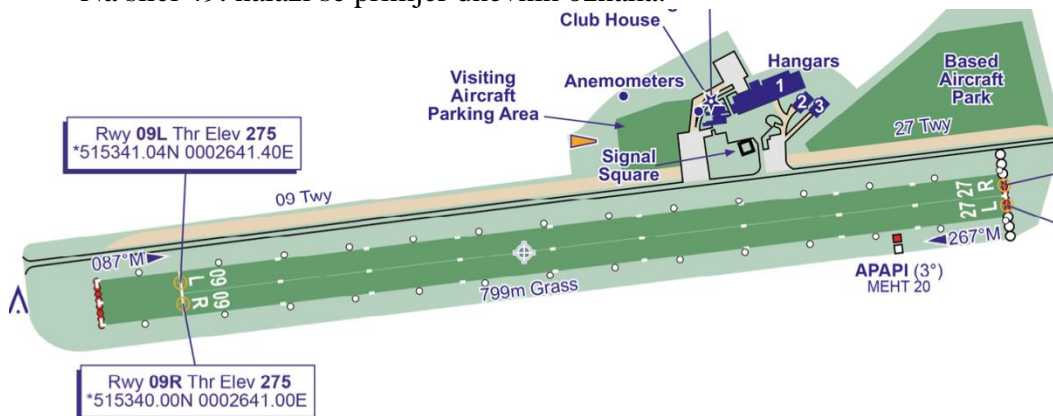 Club House
Visiting
Aircraft
Parking Area
Anemometers
Hangars
1
2
3
Based
Aircraft
Park
27 Twy
Signal
Square
Rwy 09L Thr Elev 275
*515341.04N 0002641.40E
09 Twy
087°M
09 L
09 R
27 R
27 L
267°M
799m Grass
APAPI (3°)
MEHT 20
Rwy 09R Thr Elev 275
*515340.00N 0002641.00E